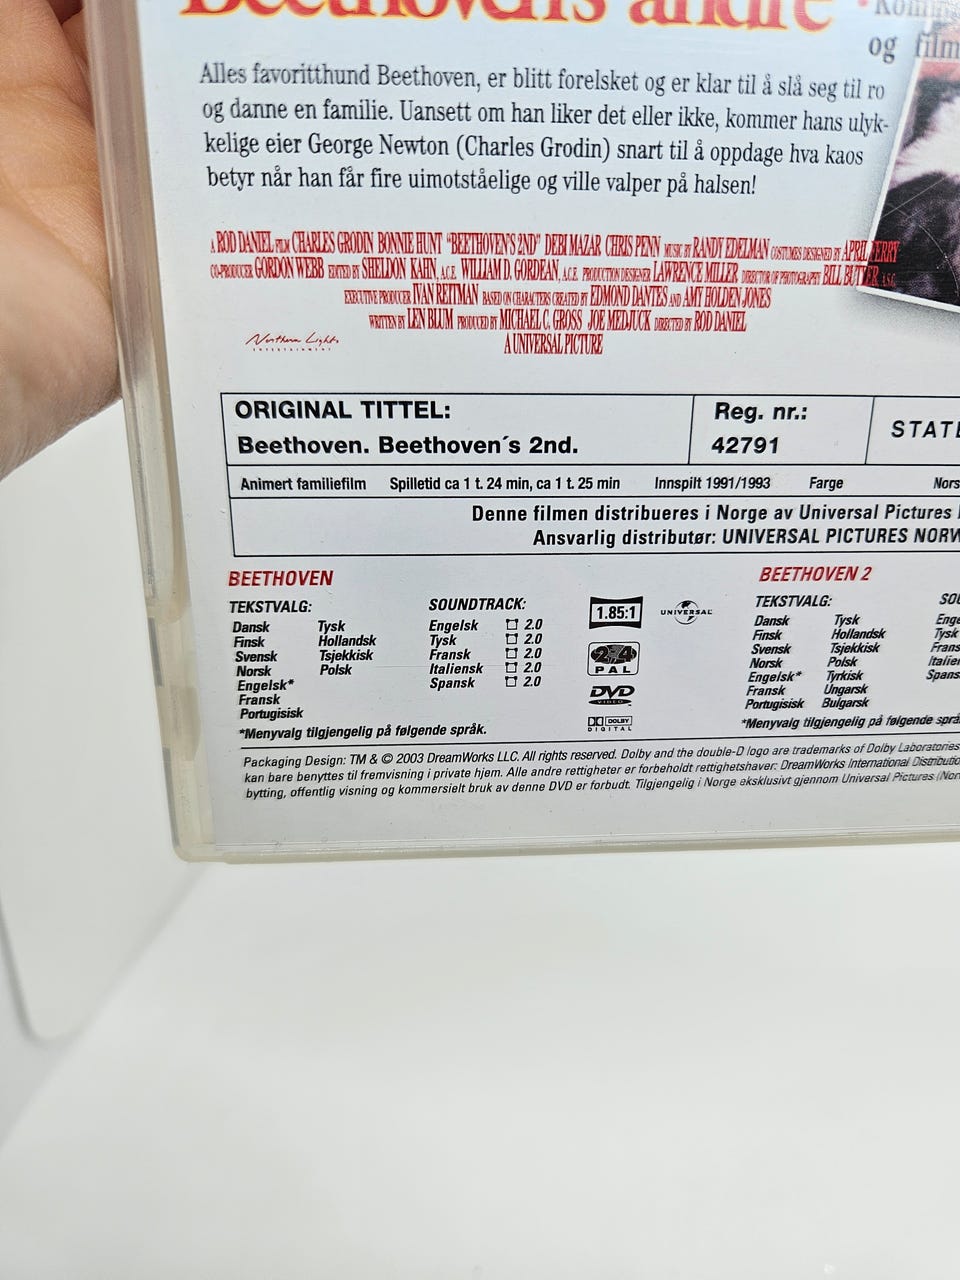 Beethovens andre
og film
Alles favoritthund Beethoven, er blitt forelsket og er klar til å slå seg til ro
og danne en familie. Uansett om han liker det eller ikke, kommer hans ulyk-
kelige eier George Newton (Charles Grodin) snart til å oppdage hva kaos
betyr når han får fire uimotståelige og ville valper på halsen!
A ROD DANIEL FILM CHARLES GRODIN BONNIE HUNT "BEETHOVEN'S 2ND" DEBI MAZAR CHRIS PENN MUSIC BY RANDY EDELMAN COSTUMES DESIGNED BY APRIL FERRY
CO-PRODUCER GORDON WEBB EDITED BY SHELDON KAHN, A.C.E. WILLIAM D. GORDEAN, A.C.E. PRODUCTION DESIGNER LAWRENCE MILLER DIRECTOR OF PHOTOGRAPHY BILL BUTLER, A.S.C.
EXECUTIVE PRODUCER IVAN REITMAN BASED ON CHARACTERS CREATED BY EDMOND DANTES AND AMY HOLDEN JONES
WRITTEN BY LEN BLUM PRODUCED BY MICHAEL C. GROSS JOE MEDJUCK DIRECTED BY ROD DANIEL
A UNIVERSAL PICTURE
Northern Lights
ENTERTAINMENT
ORIGINAL TITTEL:
Beethoven. Beethoven´s 2nd.
Reg. nr.:
42791
STATE
Animert familiefilm Spilletid ca 1 t. 24 min, ca 1 t. 25 min Innspilt 1991/1993 Farge Nors
Denne filmen distribueres i Norge av Universal Pictures
Ansvarlig distributør: UNIVERSAL PICTURES NORW
BEETHOVEN
TEKSTVALG:
Dansk
Finsk
Svensk
Norsk
Engelsk*
Fransk
Portugisisk
Tysk
Hollandsk
Tsjekkisk
Polsk
SOUNDTRACK:
Engelsk 2.0
Tysk 2.0
Fransk 2.0
Italiensk 2.0
Spansk 2.0
*Menyvalg tilgjengelig på følgende språk.
1.85:1
UNIVERSAL
2 4
PAL
DVD
VIDEO
DOLBY
DIGITAL
BEETHOVEN 2
TEKSTVALG:
Dansk
Finsk
Svensk
Norsk
Engelsk*
Fransk
Portugisisk
Tysk
Hollandsk
Tsjekkisk
Polsk
Tyrkisk
Ungarsk
Bulgarsk
SOU
Enge
Tysk
Frans
Italien
Spans
*Menyvalg tilgjengelig på følgende språ
Packaging Design: TM & © 2003 DreamWorks LLC. All rights reserved. Dolby and the double-D logo are trademarks of Dolby Laboratories
kan bare benyttes til fremvisning i private hjem. Alle andre rettigheter er forbeholdt rettighetshaver: DreamWorks International Distributio
bytting, offentlig visning og kommersielt bruk av denne DVD er forbudt. Tilgjengelig i Norge eksklusivt gjennom Universal Pictures (Nor